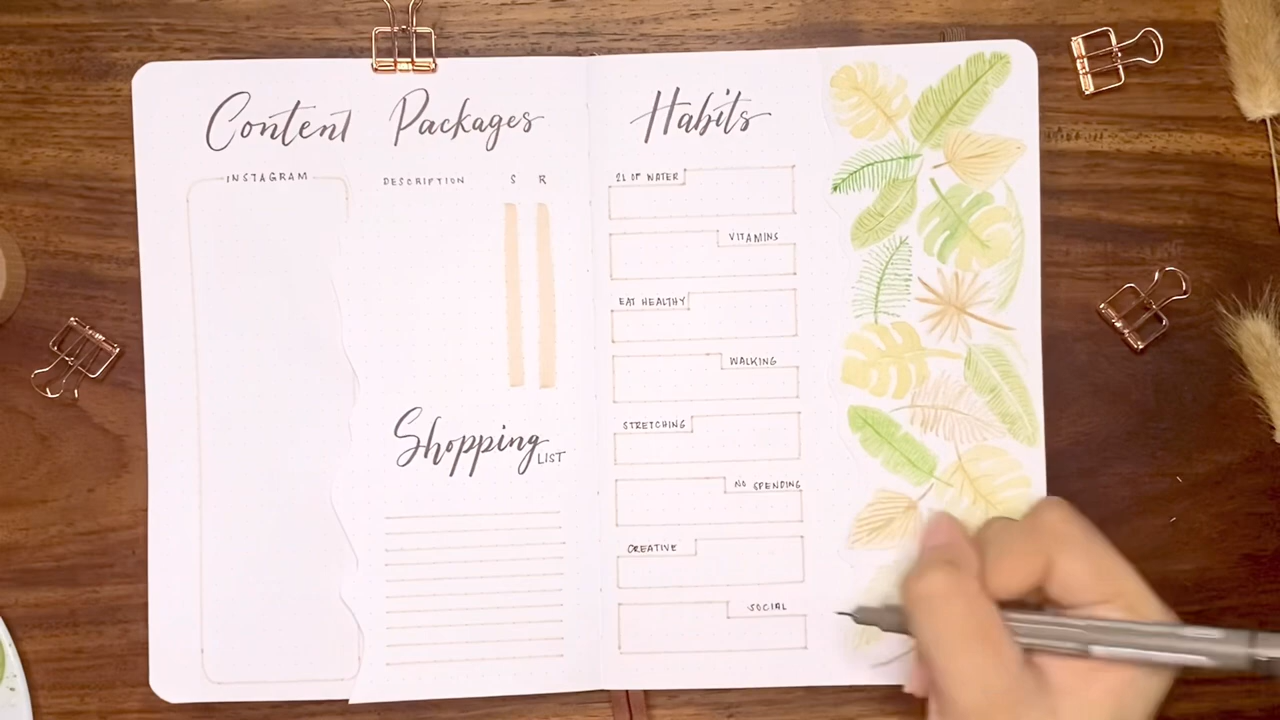 Content
INSTAGRAM
Packages
DESCRIPTION S R
Shopping
LIST
Habits
2L OF WATER
VITAMINS
EAT HEALTHY
WALKING
STRETCHING
NO SPENDING
CREATIVE
SOCIAL